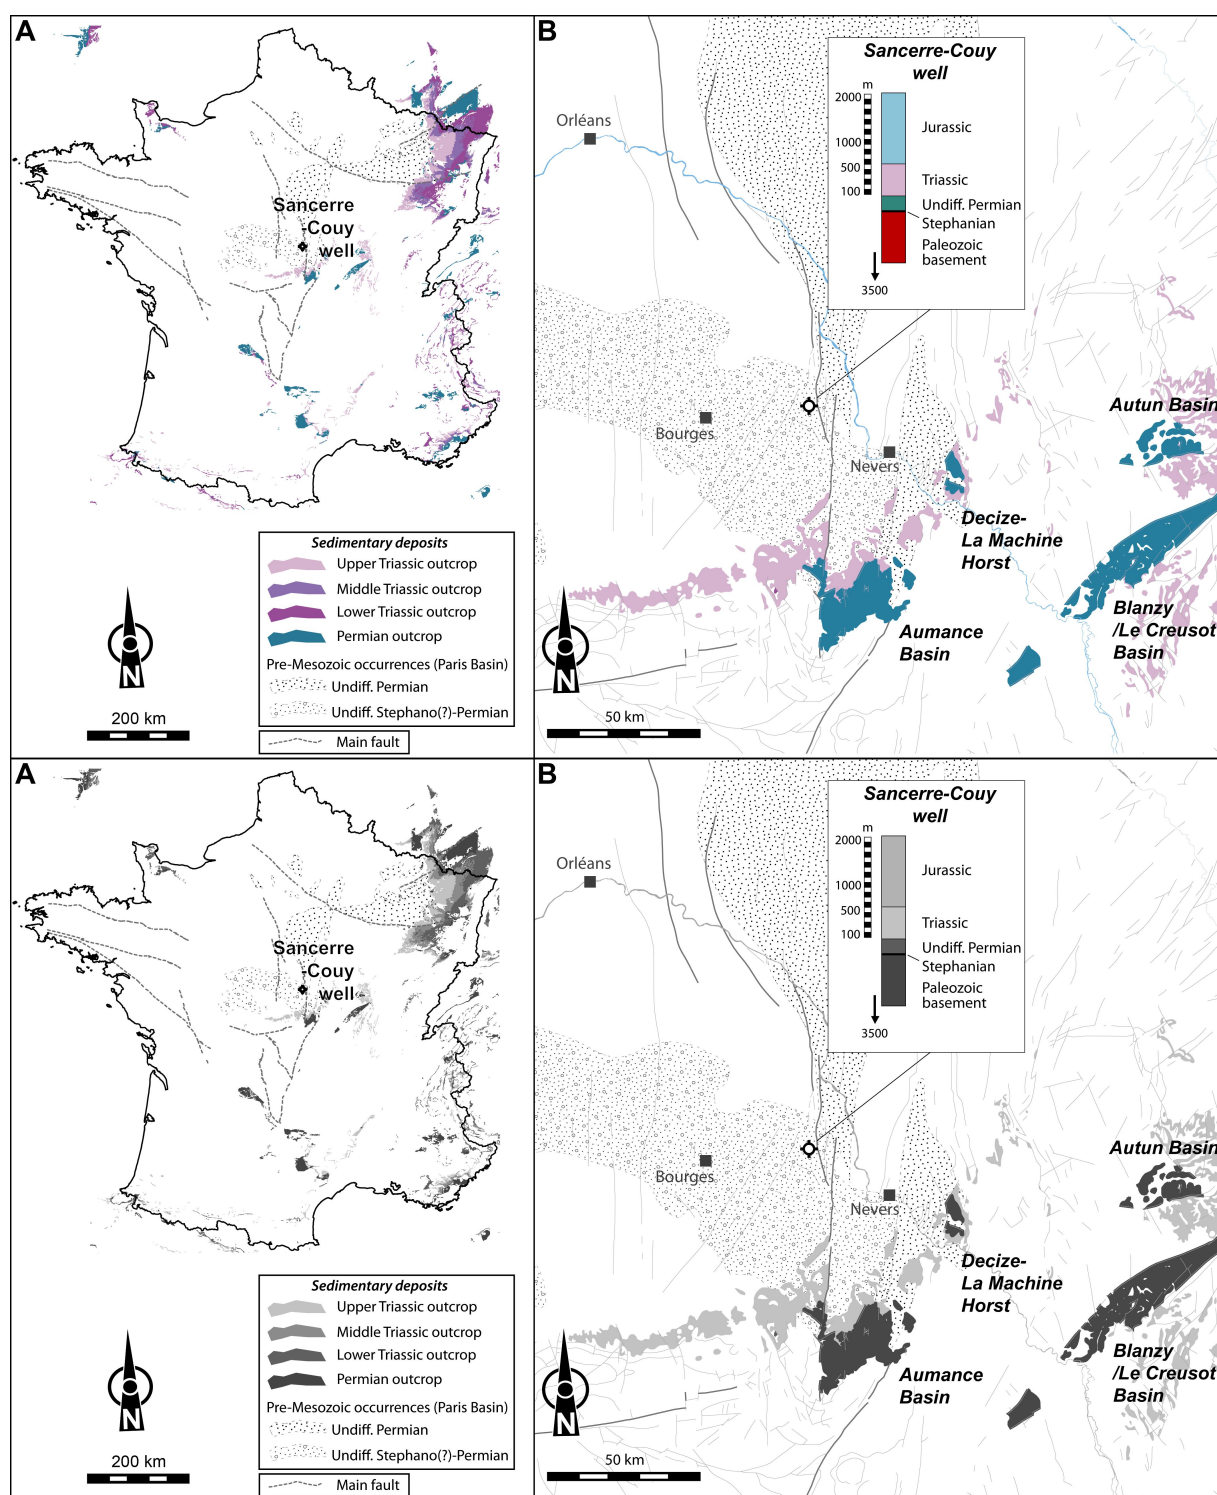 A
Sancerre
-Couy
well
Sedimentary deposits
Upper Triassic outcrop
Middle Triassic outcrop
Lower Triassic outcrop
Permian outcrop
Pre-Mesozoic occurrences (Paris Basin)
Undiff. Permian
Undiff. Stephano(?)-Permian
Main fault
N
200 km
B
Sancerre-Couy
well
m
2000
1000
500
100
3500
Jurassic
Triassic
Undiff. Permian
Stephanian
Paleozoic
basement
Orléans
Bourges
Nevers
Autun Basin
Decize-
La Machine
Horst
Blanzy
/Le Creusot
Basin
Aumance
Basin
N
50 km
A
Sancerre
-Couy
well
Sedimentary deposits
Upper Triassic outcrop
Middle Triassic outcrop
Lower Triassic outcrop
Permian outcrop
Pre-Mesozoic occurrences (Paris Basin)
Undiff. Permian
Undiff. Stephano(?)-Permian
Main fault
N
200 km
B
Sancerre-Couy
well
m
2000
1000
500
100
3500
Jurassic
Triassic
Undiff. Permian
Stephanian
Paleozoic
basement
Orléans
Bourges
Nevers
Autun Basin
Decize-
La Machine
Horst
Blanzy
/Le Creusot
Basin
Aumance
Basin
N
50 km